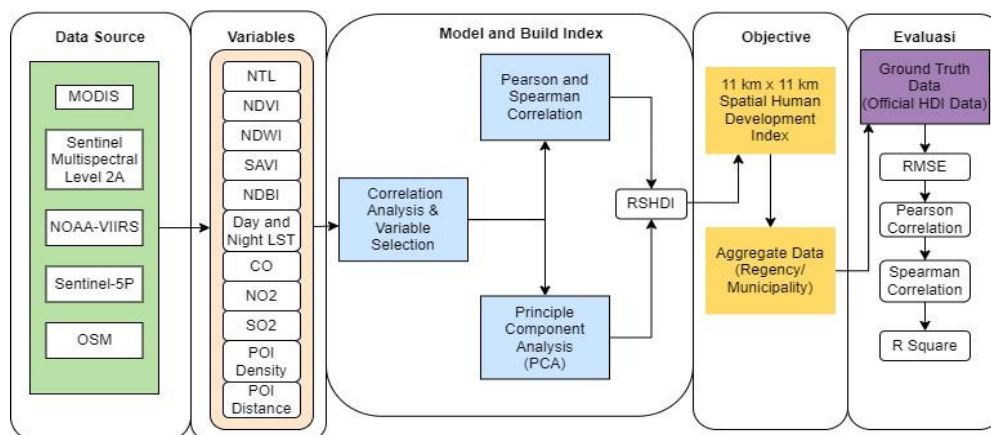 Data Source
MODIS
Sentinel
Multispectral
Level 2A
NOAA-VIIRS
Sentinel-5P
OSM
Variables
NTL
NDVI
NDWI
SAVI
NDBI
Day and
Night LST
CO
NO2
SO2
POI
Density
POI
Distance
Model and Build Index
Correlation
Analysis &
Variable
Selection
Pearson and
Spearman
Correlation
Principle
Component
Analysis
(PCA)
RSHDI
Objective
11 km x 11 km
Spatial Human
Development
Index
Aggregate Data
(Regency/
Municipality)
Evaluasi
Ground Truth
Data
(Official HDI Data)
RMSE
Pearson
Correlation
Spearman
Correlation
R Square